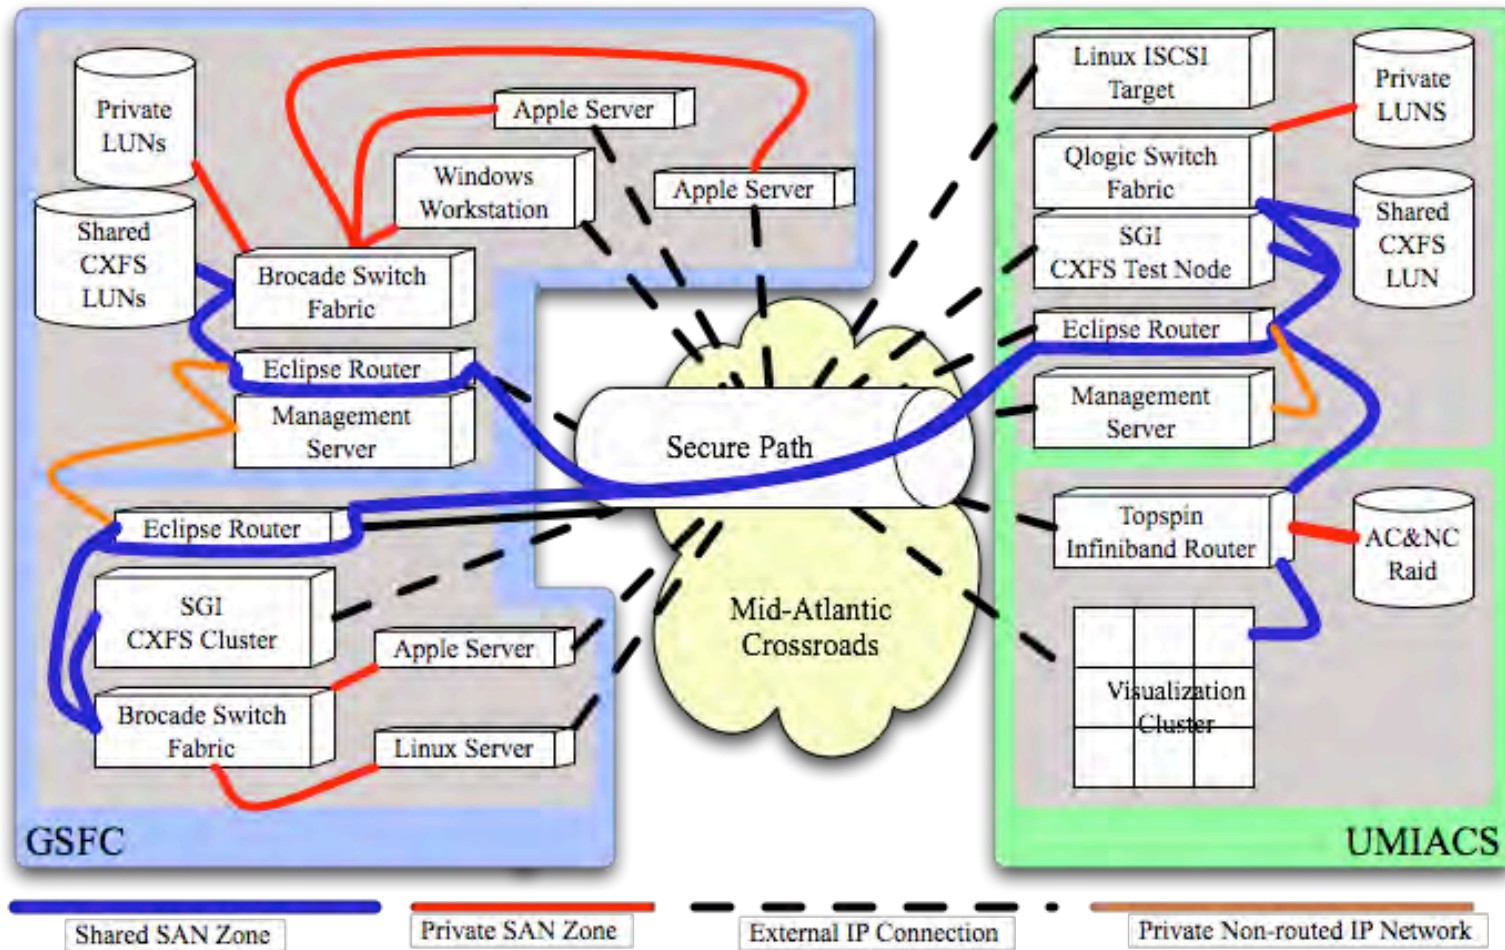 Private
LUNs
Shared
CXFS
LUNs
Apple Server
Windows
Workstation
Apple Server
Brocade Switch
Fabric
Eclipse Router
Management
Server
Eclipse Router
SGI
CXFS Cluster
Apple Server
Brocade Switch
Fabric
Linux Server
GSFC
Secure Path
Mid-Atlantic
Crossroads
Linux ISCSI
Target
Private
LUNS
Qlogic Switch
Fabric
Shared
CXFS
LUN
SGI
CXFS Test Node
Eclipse Router
Management
Server
Topspin
Infiniband Router
AC&NC
Raid
Visualization
Cluster
UMIACS
Shared SAN Zone
Private SAN Zone
External IP Connection
Private Non-routed IP Network